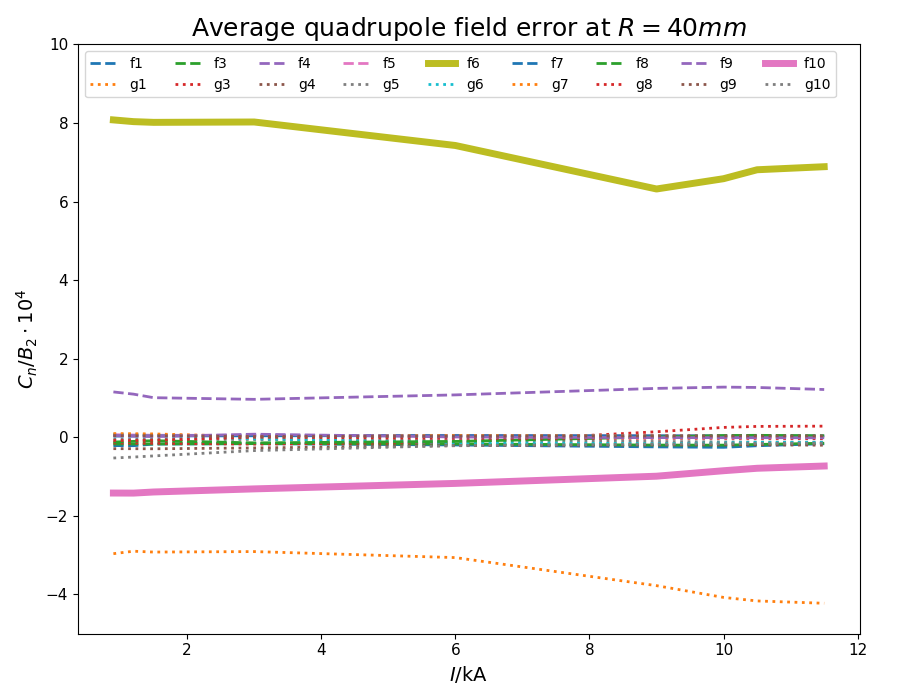 Average quadrupole field error at R = 40mm
f1 f3 f4 f5 f6 f7 f8 f9 f10
g1 g3 g4 g5 g6 g7 g8 g9 g10
10
8
6
4
2
0
−2
−4
C_n/B_2 · 10^4
2 4 6 8 10 12
I/kA